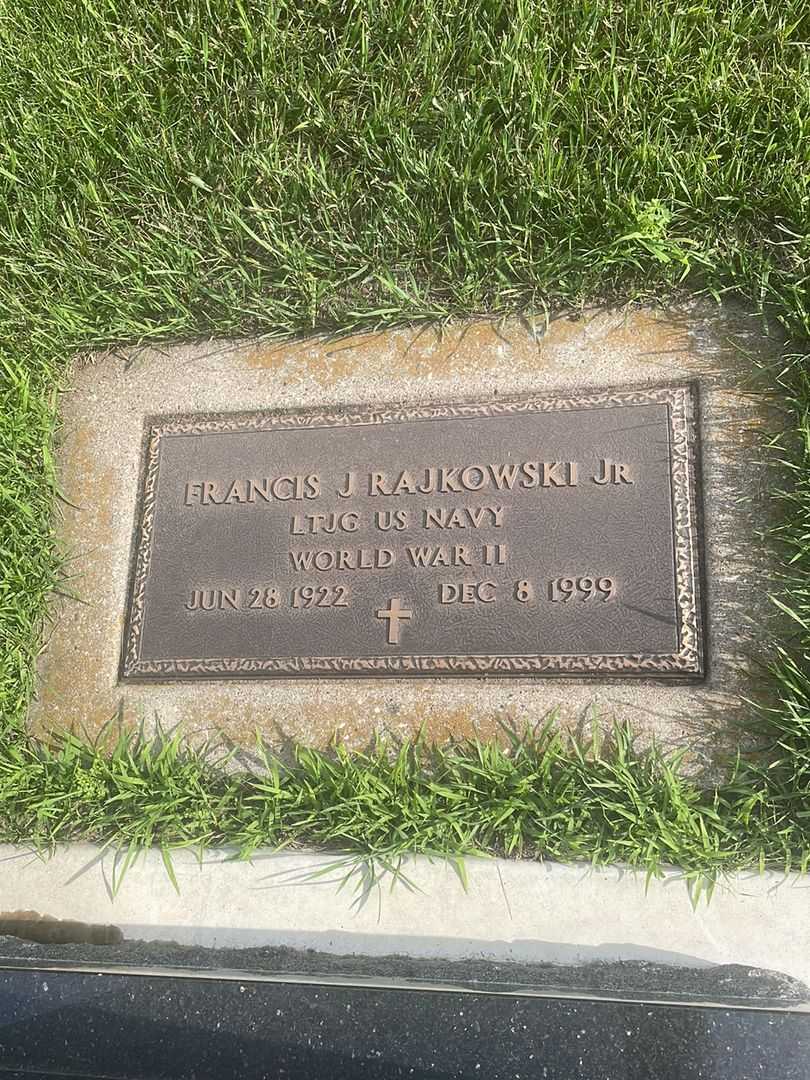 FRANCIS J RAJKOWSKI JR
LTJG US NAVY
WORLD WAR II
JUN 28 1922 DEC 8 1999